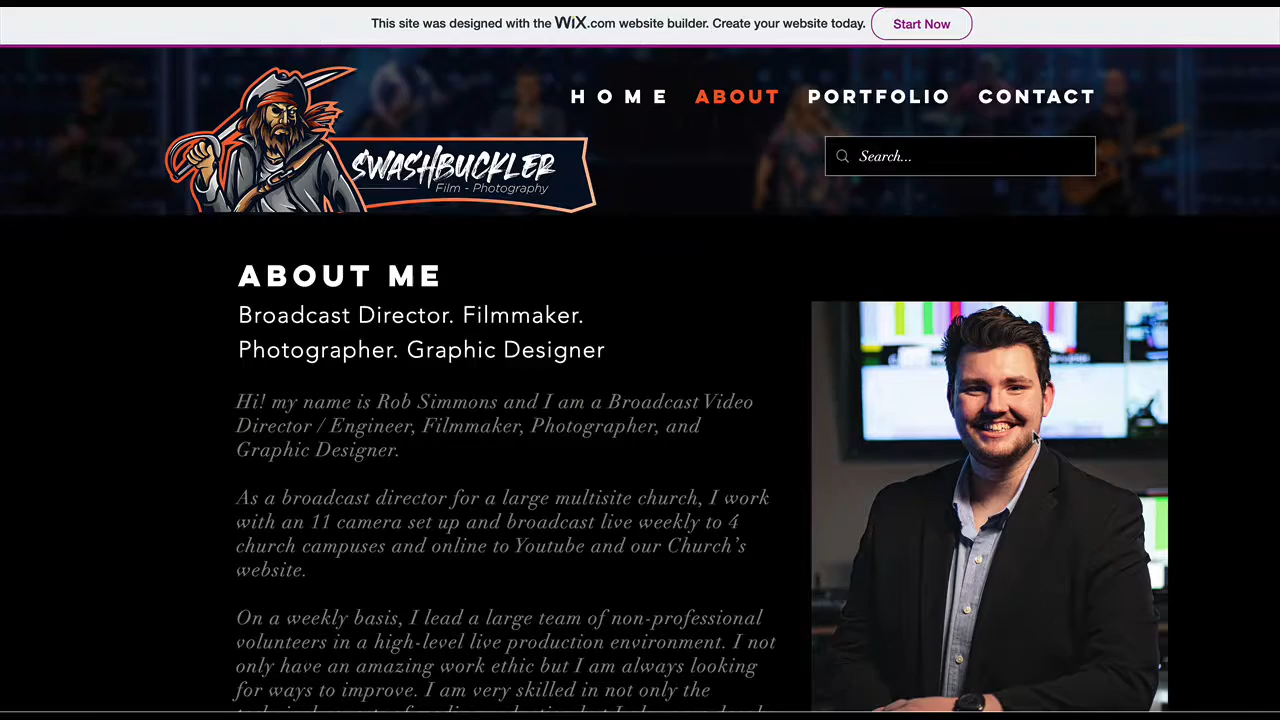 This site was designed with the WiX.com website builder. Create your website today.
Start Now
HOME ABOUT PORTFOLIO CONTACT
SWASHBUCKLER
Film - Photography
Search...
ABOUT ME
Broadcast Director. Filmmaker.
Photographer. Graphic Designer
Hi! my name is Rob Simmons and I am a Broadcast Video
Director / Engineer, Filmmaker, Photographer, and
Graphic Designer.
As a broadcast director for a large multisite church, I work
with an 11 camera set up and broadcast live weekly to 4
church campuses and online to Youtube and our Church's
website.
On a weekly basis, I lead a large team of non-professional
volunteers in a high-level live production environment. I not
only have an amazing work ethic but I am always looking
for ways to improve. I am very skilled in not only the